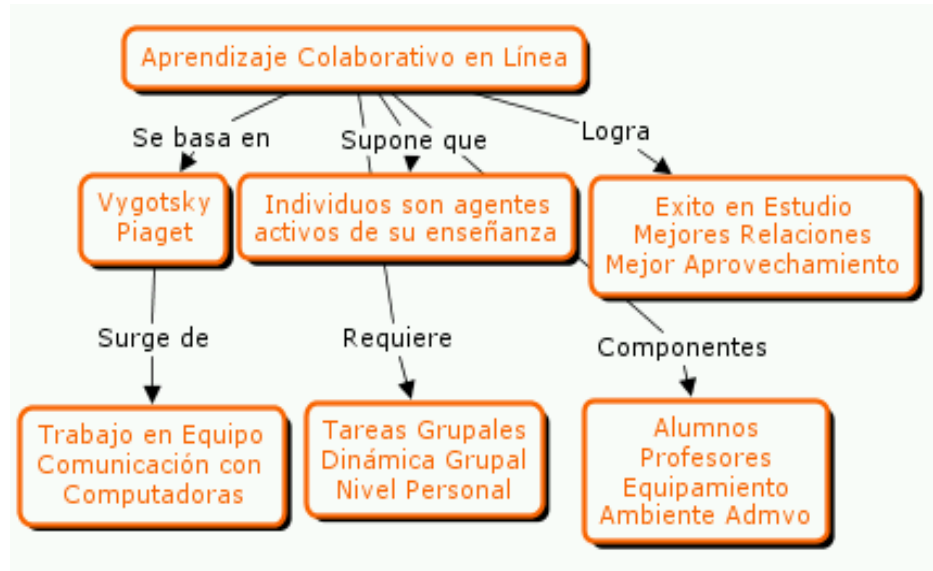 Aprendizaje Colaborativo en Línea
Se basa en
Supone que
Logra
Vygotsky
Piaget
Individuos son agentes
activos de su enseñanza
Exito en Estudio
Mejores Relaciones
Mejor Aprovechamiento
Surge de
Requiere
Componentes
Trabajo en Equipo
Comunicación con
Computadoras
Tareas Grupales
Dinámica Grupal
Nivel Personal
Alumnos
Profesores
Equipamiento
Ambiente Admvo